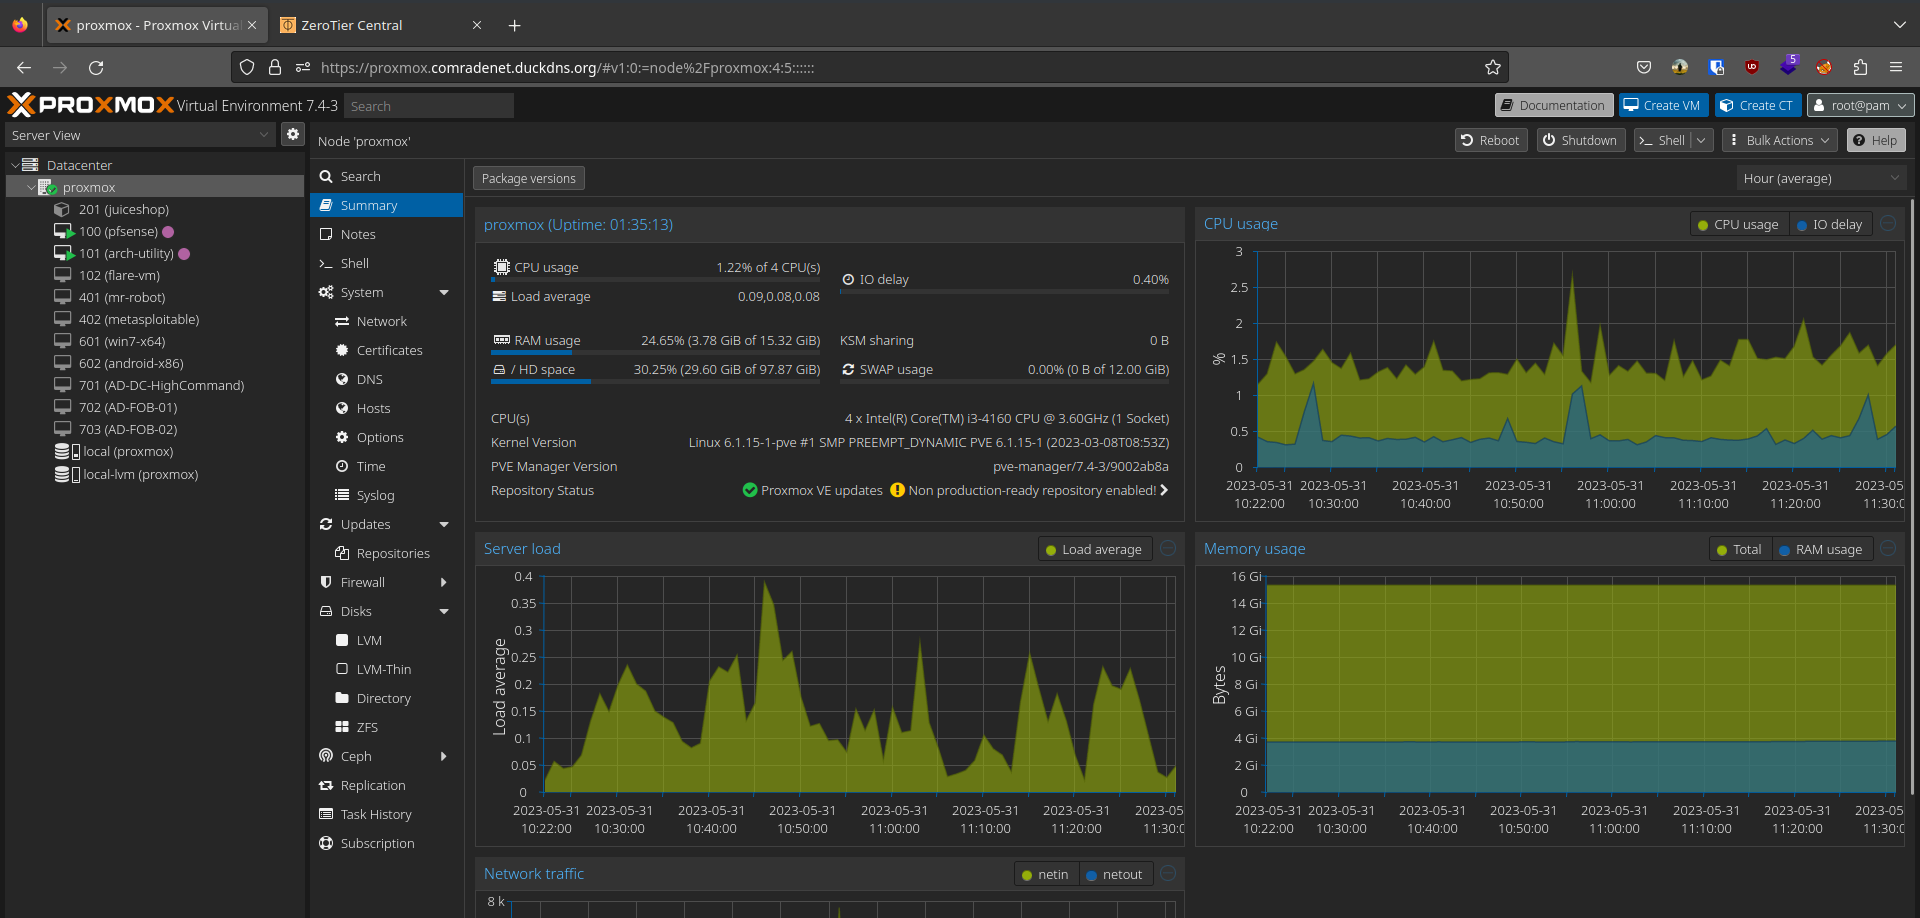 proxmox - Proxmox Virtua
ZeroTier Central
https://proxmox.comradenet.duckdns.org/#v1:0:=node%2Fproxmox:4:5::::::
5
PROXMOX Virtual Environment 7.4-3 Search
Documentation Create VM Create CT root@pam
Server View
Node 'proxmox'
Reboot Shutdown Shell Bulk Actions Help
Datacenter
proxmox
201 (juiceshop)
100 (pfsense)
101 (arch-utility)
102 (flare-vm)
401 (mr-robot)
402 (metasploitable)
601 (win7-x64)
602 (android-x86)
701 (AD-DC-HighCommand)
702 (AD-FOB-01)
703 (AD-FOB-02)
local (proxmox)
local-lvm (proxmox)
Search
Summary
Notes
Shell
System
Network
Certificates
DNS
Hosts
Options
Time
Syslog
Updates
Repositories
Firewall
Disks
LVM
LVM-Thin
Directory
ZFS
Ceph
Replication
Task History
Subscription
Package versions
Hour (average)
proxmox (Uptime: 01:35:13)
CPU usage 1.22% of 4 CPU(s)
IO delay 0.40%
Load average 0.09,0.08,0.08
RAM usage 24.65% (3.78 GiB of 15.32 GiB)
KSM sharing 0 B
/ HD space 30.25% (29.60 GiB of 97.87 GiB)
SWAP usage 0.00% (0 B of 12.00 GiB)
CPU(s) 4 x Intel(R) Core(TM) i3-4160 CPU @ 3.60GHz (1 Socket)
Kernel Version Linux 6.1.15-1-pve #1 SMP PREEMPT_DYNAMIC PVE 6.1.15-1 (2023-03-08T08:53Z)
PVE Manager Version pve-manager/7.4-3/9002ab8a
Repository Status Proxmox VE updates Non production-ready repository enabled!
CPU usage
CPU usage IO delay
3
2.5
2
1.5
1
0.5
0
%
2023-05-31 2023-05-31 2023-05-31 2023-05-31 2023-05-31 2023-05-31 2023-05-31 2023-05
10:22:00 10:30:00 10:40:00 10:50:00 11:00:00 11:10:00 11:20:00 11:30:0
Server load
Load average
0.4
0.35
0.3
0.25
0.2
0.15
0.1
0.05
0
Load average
2023-05-31 2023-05-31 2023-05-31 2023-05-31 2023-05-31 2023-05-31 2023-05-31 2023-05
10:22:00 10:30:00 10:40:00 10:50:00 11:00:00 11:10:00 11:20:00 11:30:0
Memory usage
Total RAM usage
16 Gi
14 Gi
12 Gi
10 Gi
8 Gi
6 Gi
4 Gi
2 Gi
0
Bytes
2023-05-31 2023-05-31 2023-05-31 2023-05-31 2023-05-31 2023-05-31 2023-05-31 2023-05
10:22:00 10:30:00 10:40:00 10:50:00 11:00:00 11:10:00 11:20:00 11:30:0
Network traffic
netin netout
8 k